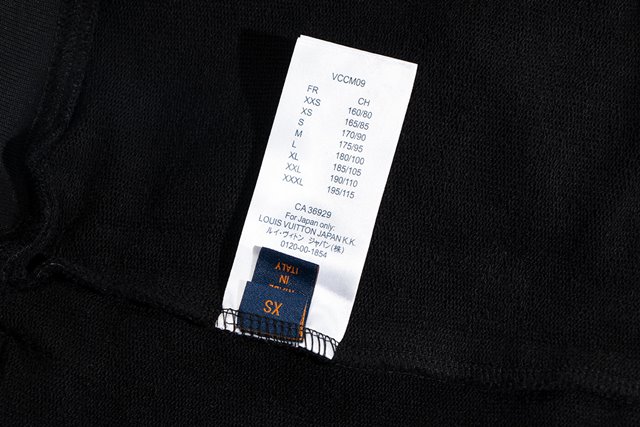 VCCM09
FR CH
XXS 160/80
XS 165/85
S 170/90
M 175/95
L 180/100
XL 185/105
XXL 190/110
XXXL 195/115
CA 36929
For Japan only:
LOUIS VUITTON JAPAN K.K.
ルイ・ヴィトン ジャパン(株)
0120-00-1854
IN
ITALY
XS